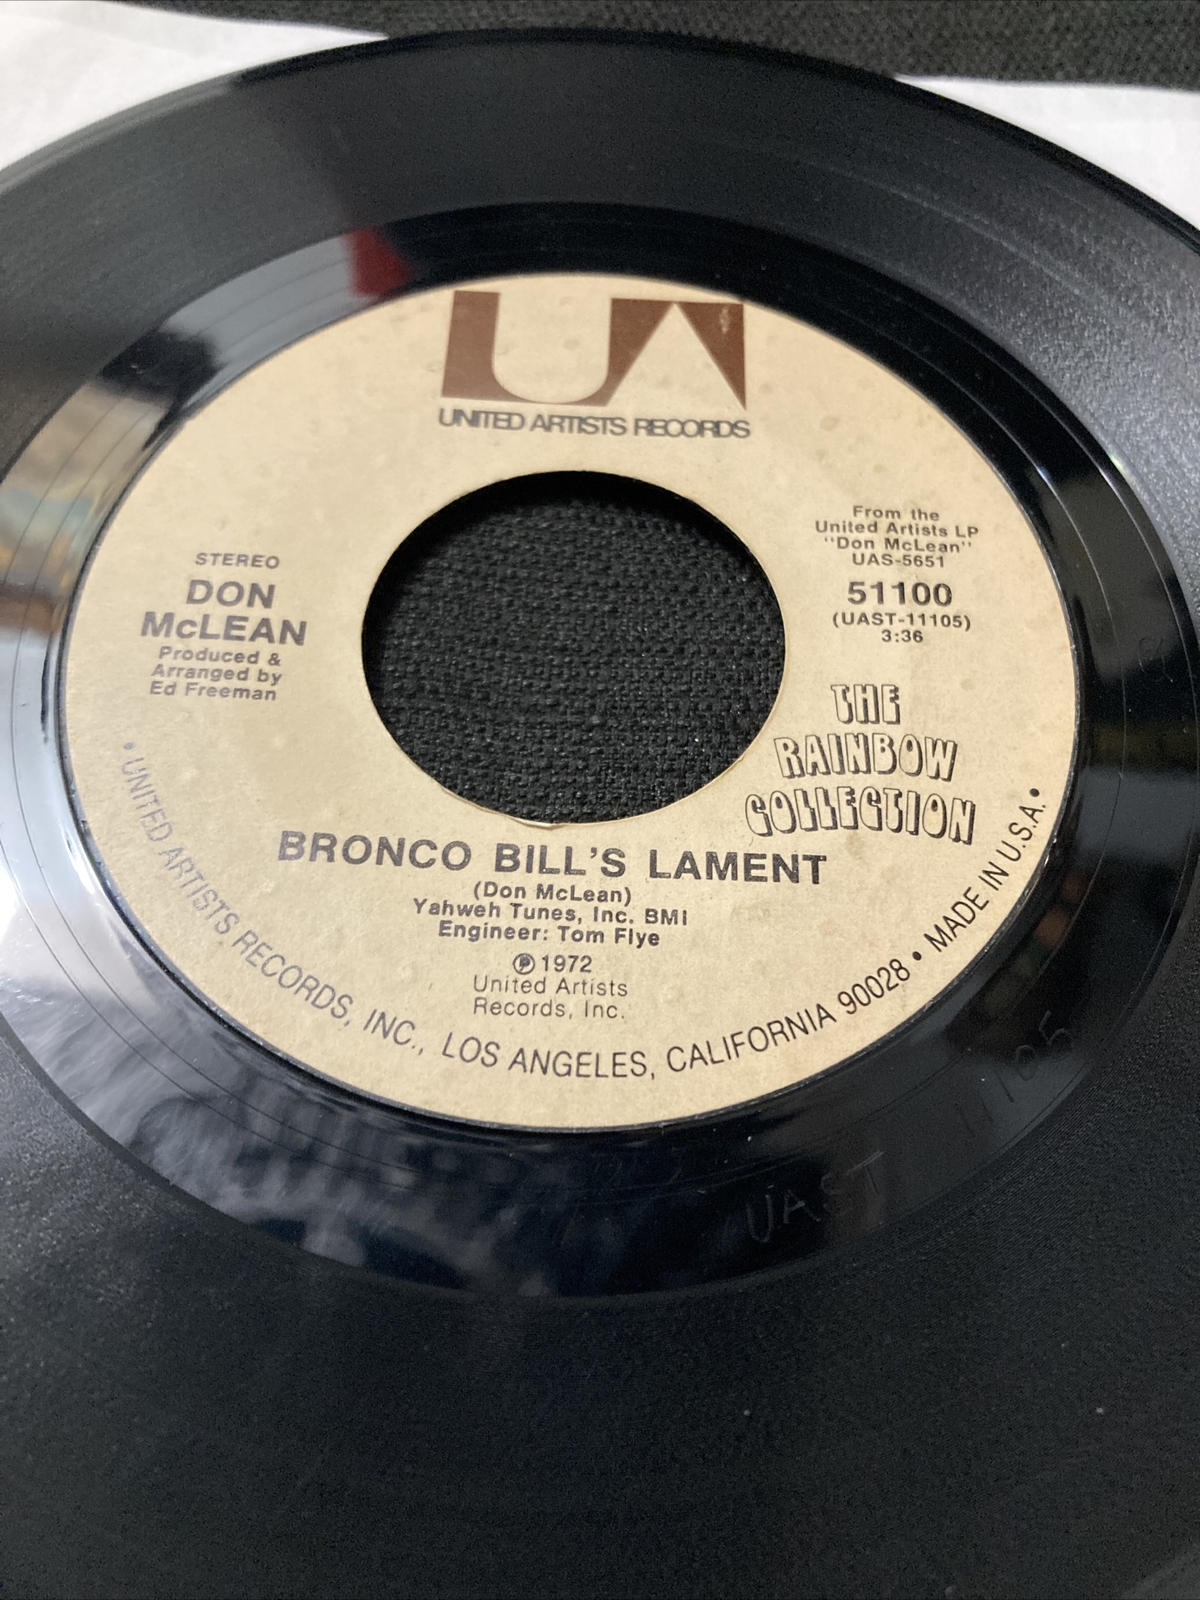 UA
UNITED ARTISTS RECORDS
STEREO
DON
McLEAN
Produced &
Arranged by
Ed Freeman
From the
United Artists LP
"Don McLean"
UAS-5651
51100
(UAST-11105)
3:36
THE
RAINBOW
COLLECTION
BRONCO BILL'S LAMENT
(Don McLean)
Yahweh Tunes, Inc. BMI
Engineer: Tom Flye
Ⓟ 1972
United Artists
Records, Inc.
• UNITED ARTISTS RECORDS, INC., LOS ANGELES, CALIFORNIA 90028 • MADE IN U.S.A. •
UAST 11105